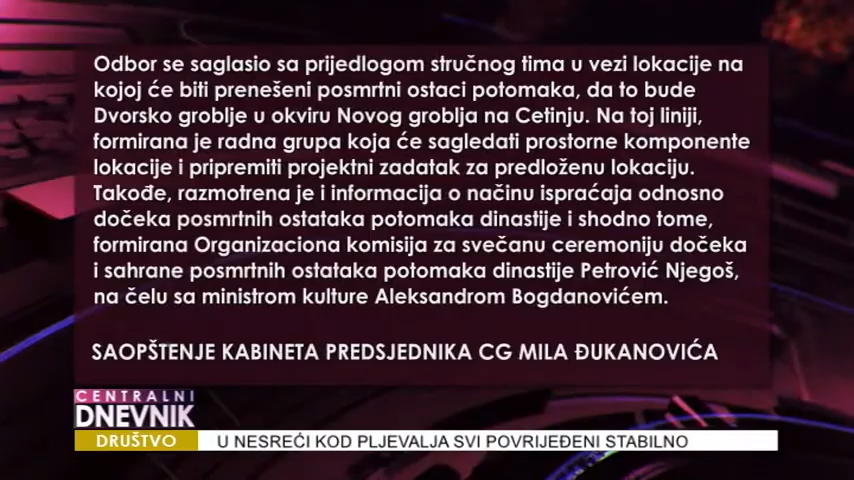 Odbor se saglasio sa prijedlogom stručnog tima u vezi lokacije na
kojoj će biti prenešeni posmrtni ostaci potomaka, da to bude
Dvorsko groblje u okviru Novog groblja na Cetinju. Na toj liniji,
formirana je radna grupa koja će sagledati prostorne komponente
lokacije i pripremiti projektni zadatak za predloženu lokaciju.
Takođe, razmotrena je i informacija o načinu ispraćaja odnosno
dočeka posmrtnih ostataka potomaka dinastije i shodno tome,
formirana Organizaciona komisija za svečanu ceremoniju dočeka
i sahrane posmrtnih ostataka potomaka dinastije Petrović Njegoš,
na čelu sa ministrom kulture Aleksandrom Bogdanovićem.
SAOPŠTENJE KABINETA PREDSJEDNIKA CG MILA ĐUKANOVIĆA
CENTRALNI
DNEVNIK
DRUŠTVO U NESREĆI KOD PLJEVALJA SVI POVRIJEĐENI STABILNO